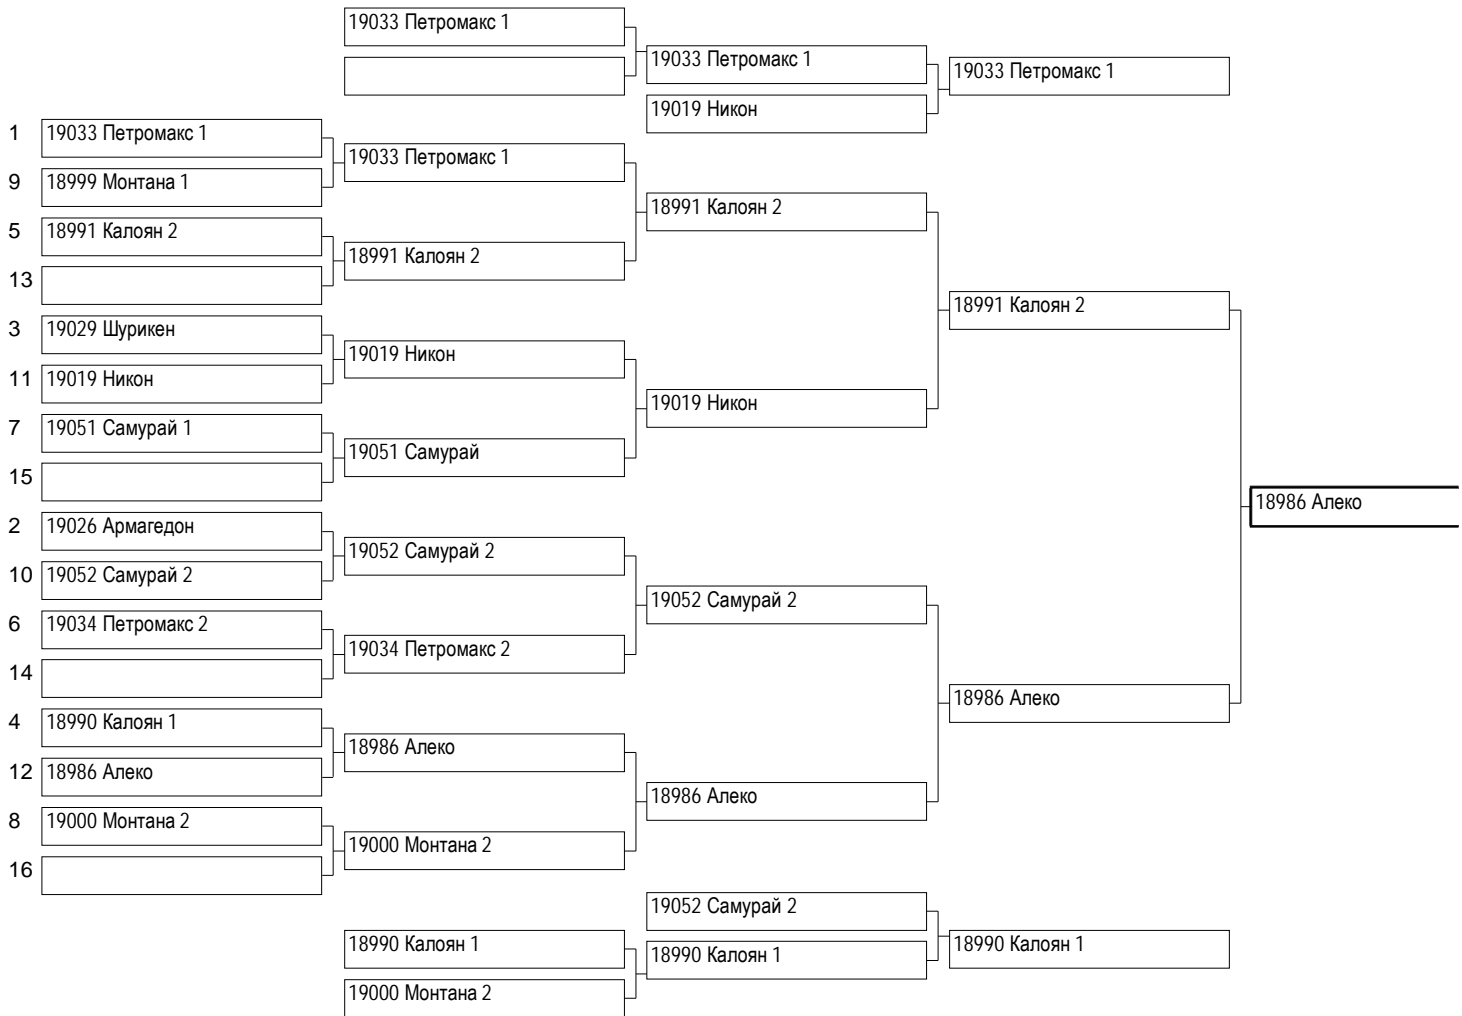 19033 Петромакс 1
19033 Петромакс 1
19033 Петромакс 1
19019 Никон
1 19033 Петромакс 1
19033 Петромакс 1
9 18999 Монтана 1
18991 Калоян 2
5 18991 Калоян 2
18991 Калоян 2
13
18991 Калоян 2
3 19029 Шурикен
19019 Никон
11 19019 Никон
19019 Никон
7 19051 Самурай 1
19051 Самурай
15
18986 Алеко
2 19026 Армагедон
19052 Самурай 2
10 19052 Самурай 2
19052 Самурай 2
6 19034 Петромакс 2
19034 Петромакс 2
14
18986 Алеко
4 18990 Калоян 1
18986 Алеко
12 18986 Алеко
18986 Алеко
8 19000 Монтана 2
19000 Монтана 2
16
19052 Самурай 2
18990 Калоян 1
18990 Калоян 1
18990 Калоян 1
19000 Монтана 2